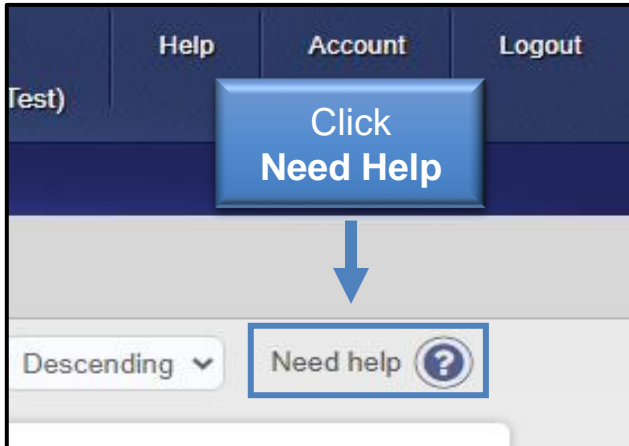 Help Account Logout
Test)
Click
Need Help
Descending Need help ?